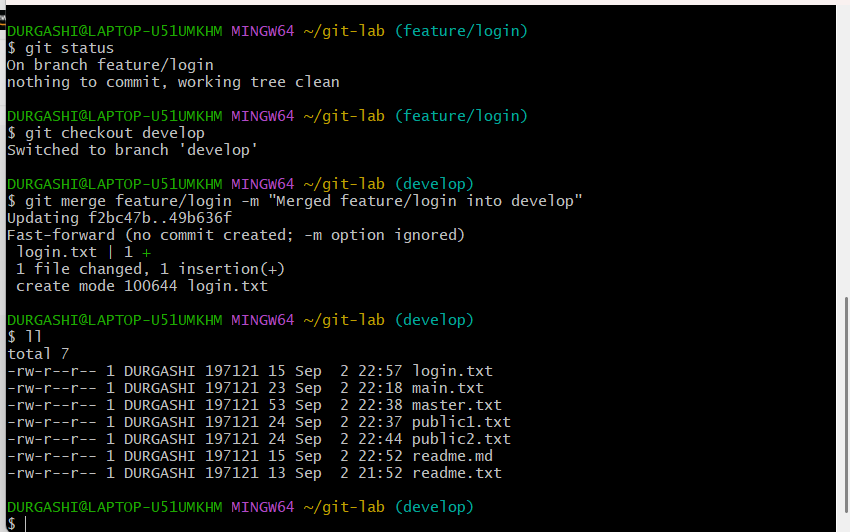 DURGASHI@LAPTOP-U51UMKHM MINGW64 ~/git-lab (feature/login)
$ git status
On branch feature/login
nothing to commit, working tree clean
DURGASHI@LAPTOP-U51UMKHM MINGW64 ~/git-lab (feature/login)
$ git checkout develop
Switched to branch 'develop'
DURGASHI@LAPTOP-U51UMKHM MINGW64 ~/git-lab (develop)
$ git merge feature/login -m "Merged feature/login into develop"
Updating f2bc47b..49b636f
Fast-forward (no commit created; -m option ignored)
 login.txt | 1 +
 1 file changed, 1 insertion(+)
 create mode 100644 login.txt
DURGASHI@LAPTOP-U51UMKHM MINGW64 ~/git-lab (develop)
$ ll
total 7
-rw-r--r-- 1 DURGASHI 197121 15 Sep  2 22:57 login.txt
-rw-r--r-- 1 DURGASHI 197121 23 Sep  2 22:18 main.txt
-rw-r--r-- 1 DURGASHI 197121 53 Sep  2 22:38 master.txt
-rw-r--r-- 1 DURGASHI 197121 24 Sep  2 22:37 public1.txt
-rw-r--r-- 1 DURGASHI 197121 24 Sep  2 22:44 public2.txt
-rw-r--r-- 1 DURGASHI 197121 15 Sep  2 22:52 readme.md
-rw-r--r-- 1 DURGASHI 197121 13 Sep  2 21:52 readme.txt
DURGASHI@LAPTOP-U51UMKHM MINGW64 ~/git-lab (develop)
$